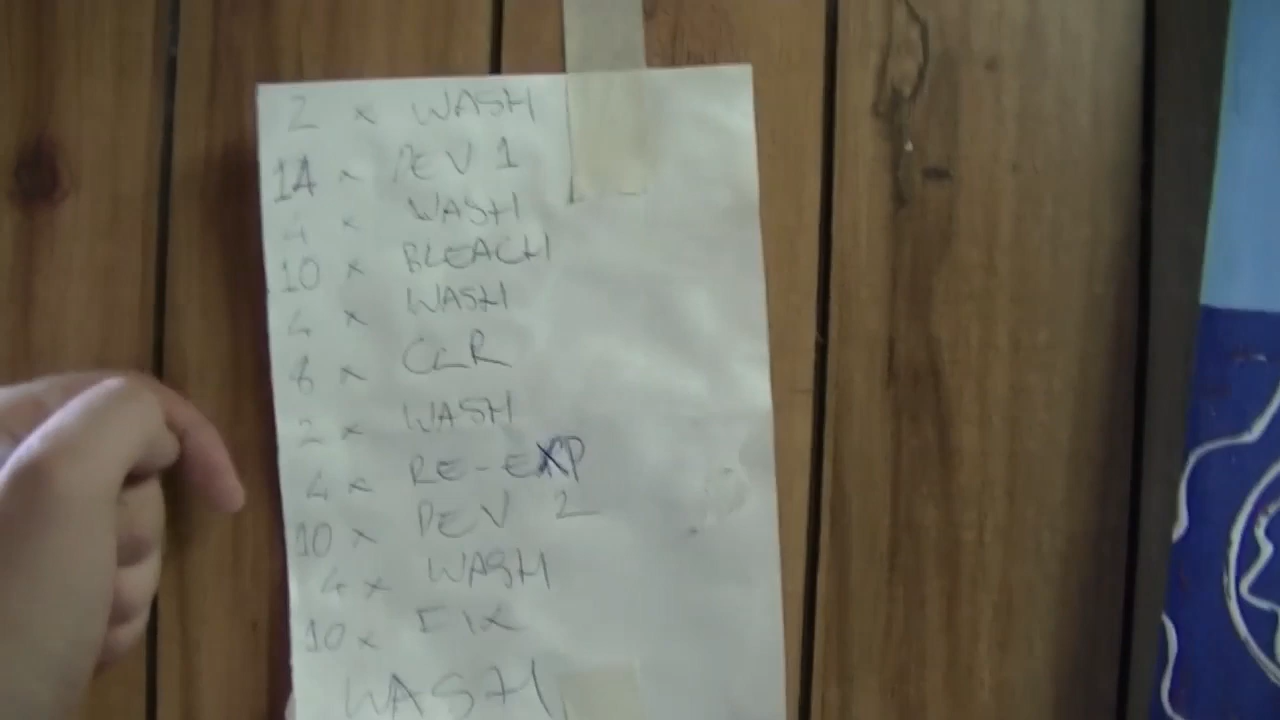 2 x WASH
14 x DEV 1
4 x WASH
10 x BLEACH
4 x WASH
8 x CLR
2 x WASH
4 x RE-EXP
10 x DEV 2
4 x WASH
10 x FIX
WASH